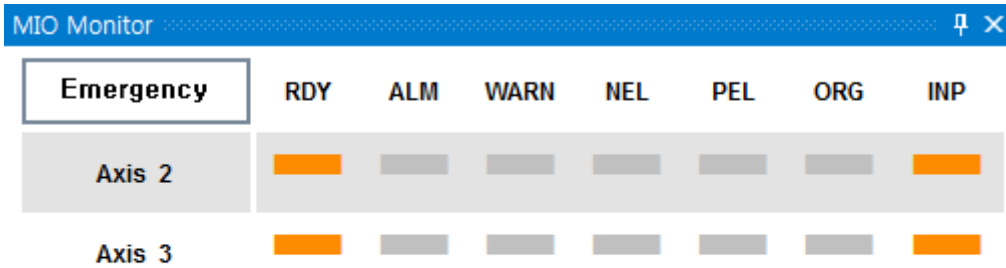 MIO Monitor
Emergency RDY ALM WARN NEL PEL ORG INP
Axis 2
Axis 3